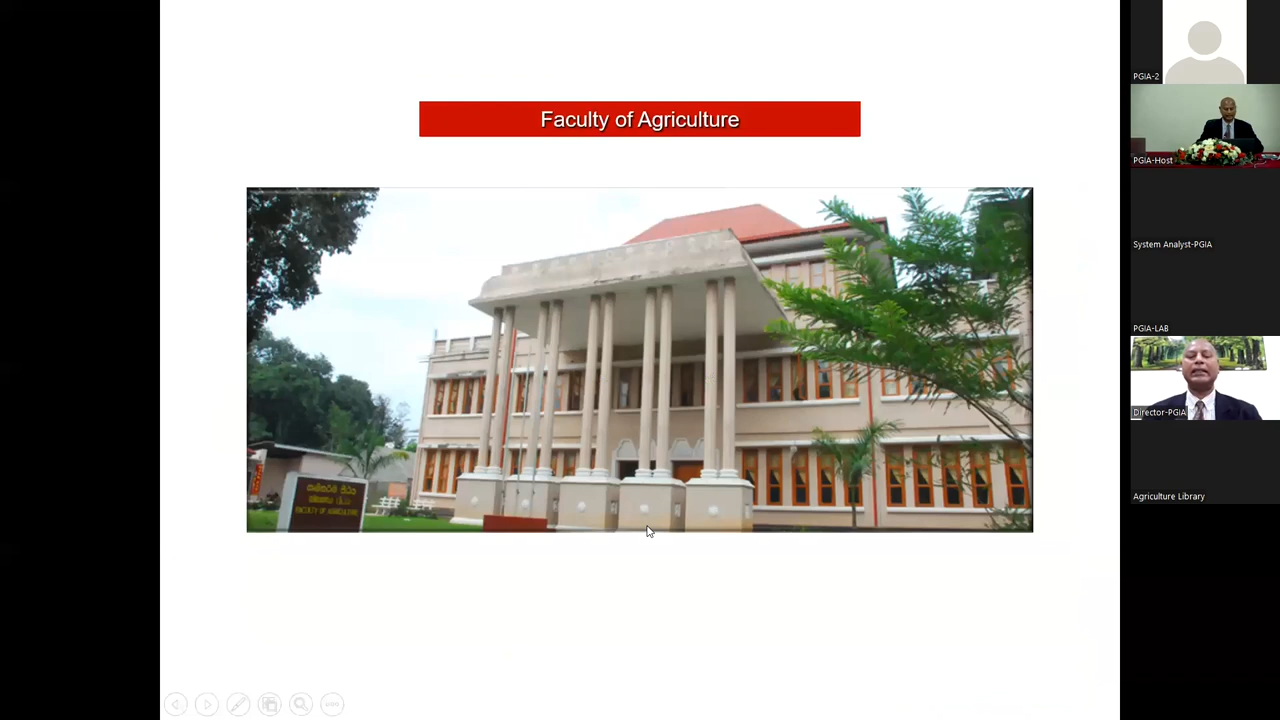 Faculty of Agriculture
FACULTY OF AGRICULTURE
PGIA-2
PGIA-Host
System Analyst-PGIA
PGIA-LAB
Director-PGIA
Agriculture Library